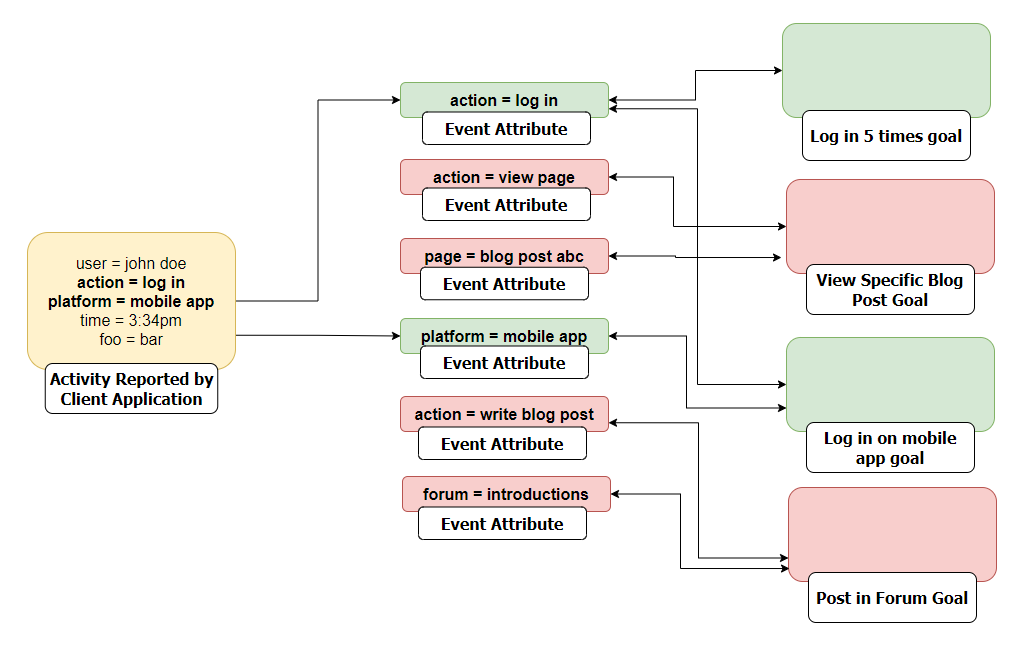 user = john doe
action = log in
platform = mobile app
time = 3:34pm
foo = bar
Activity Reported by
Client Application
action = log in
Event Attribute
action = view page
Event Attribute
page = blog post abc
Event Attribute
platform = mobile app
Event Attribute
action = write blog post
Event Attribute
forum = introductions
Event Attribute
Log in 5 times goal
View Specific Blog
Post Goal
Log in on mobile
app goal
Post in Forum Goal